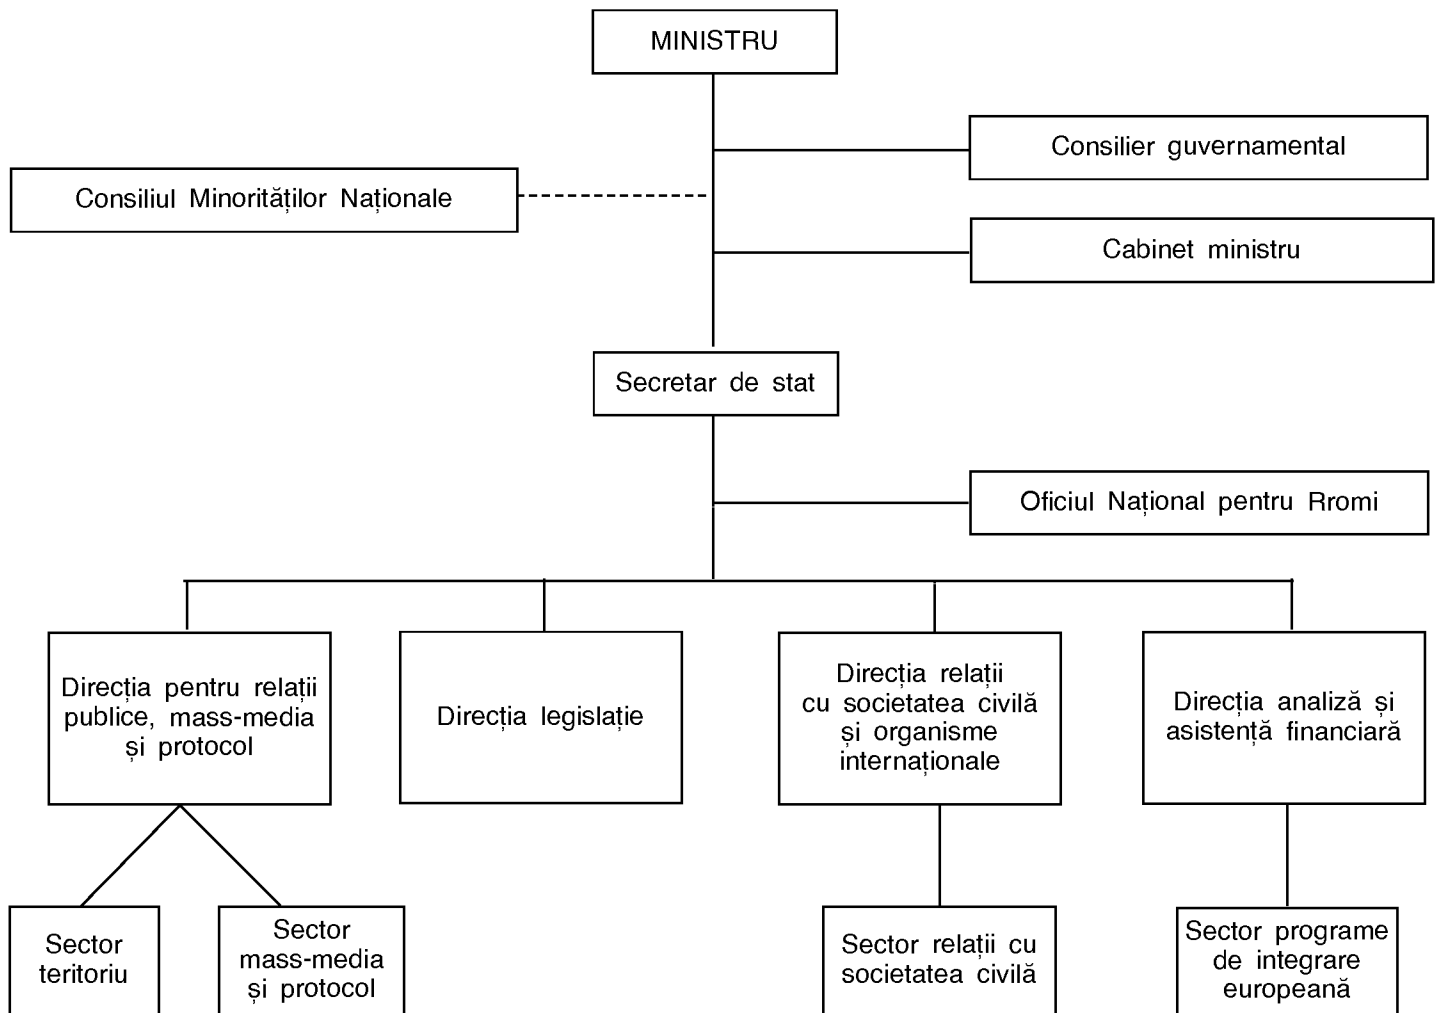 MINISTRU
Consilier guvernamental
Consiliul Minorităților Naționale
Cabinet ministru
Secretar de stat
Oficiul Național pentru Rromi
Direcția pentru relații
publice, mass-media
și protocol
Direcția legislație
Direcția relații
cu societatea civilă
și organisme
internaționale
Direcția analiză și
asistență financiară
Sector
teritoriu
Sector
mass-media
și protocol
Sector relații cu
societatea civilă
Sector programe
de integrare
europeană